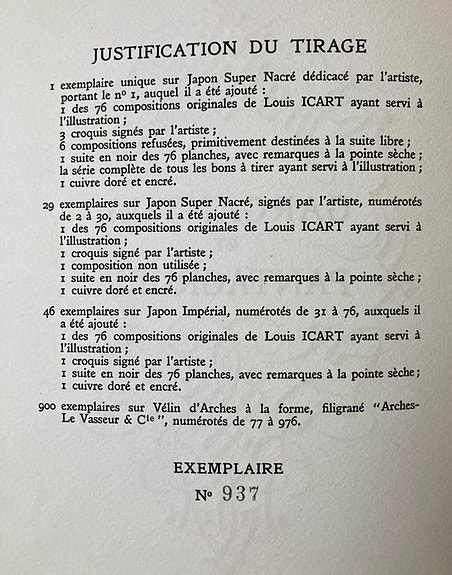 JUSTIFICATION DU TIRAGE
1 exemplaire unique sur Japon Super Nacré dédicacé par l'artiste,
portant le nº 1, auquel il a été ajouté :
1 des 76 compositions originales de Louis ICART ayant servi à
l'illustration ;
3 croquis signés par l'artiste ;
6 compositions refusées, primitivement destinées à la suite libre ;
1 suite en noir des 76 planches, avec remarques à la pointe sèche ;
la série complète de tous les bons à tirer ayant servi à l'illustration ;
1 cuivre doré et encré.
29 exemplaires sur Japon Super Nacré, signés par l'artiste, numérotés
de 2 à 30, auxquels il a été ajouté :
1 des 76 compositions originales de Louis ICART ayant servi à
l'illustration ;
1 croquis signé par l'artiste ;
1 composition non utilisée ;
1 suite en noir des 76 planches, avec remarques à la pointe sèche ;
1 cuivre doré et encré.
46 exemplaires sur Japon Impérial, numérotés de 31 à 76, auxquels il
a été ajouté :
1 des 76 compositions originales de Louis ICART ayant servi à
l'illustration ;
1 croquis signé par l'artiste ;
1 suite en noir des 76 planches, avec remarques à la pointe sèche ;
1 cuivre doré et encré.
900 exemplaires sur Vélin d'Arches à la forme, filigrané "Arches-
Le Vasseur & Cie", numérotés de 77 à 976.
EXEMPLAIRE
Nº 937